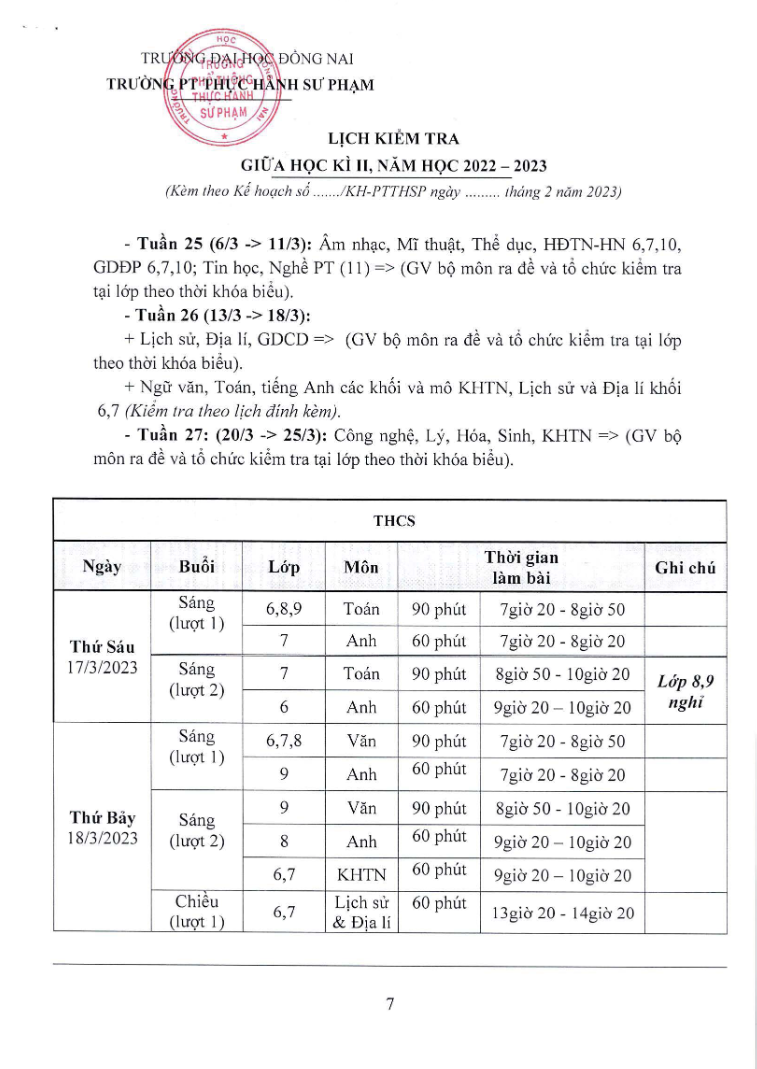 TRƯỜNG ĐẠI HỌC ĐỒNG NAI
TRƯỜNG PT THỰC HÀNH SƯ PHẠM
HỌC
TRƯỜNG
PHỔ THÔNG
THỰC HÀNH
SƯ PHẠM
LỊCH KIỂM TRA
GIỮA HỌC KÌ II, NĂM HỌC 2022 – 2023
(Kèm theo Kế hoạch số ......./KH-PTTHSP ngày ......... tháng 2 năm 2023)
- Tuần 25 (6/3 -> 11/3): Âm nhạc, Mĩ thuật, Thể dục, HĐTN-HN 6,7,10,
GDĐP 6,7,10; Tin học, Nghề PT (11) => (GV bộ môn ra đề và tổ chức kiểm tra
tại lớp theo thời khóa biểu).
- Tuần 26 (13/3 -> 18/3):
+ Lịch sử, Địa lí, GDCD => (GV bộ môn ra đề và tổ chức kiểm tra tại lớp
theo thời khóa biểu).
+ Ngữ văn, Toán, tiếng Anh các khối và mô KHTN, Lịch sử và Địa lí khối
6,7 (Kiểm tra theo lịch đính kèm).
- Tuần 27: (20/3 -> 25/3): Công nghệ, Lý, Hóa, Sinh, KHTN => (GV bộ
môn ra đề và tổ chức kiểm tra tại lớp theo thời khóa biểu).
THCS
Ngày Buổi Lớp Môn Thời gian làm bài Ghi chú
Thứ Sáu 17/3/2023 Sáng (lượt 1) 6,8,9 Toán 90 phút 7giờ 20 - 8giờ 50
7 Anh 60 phút 7giờ 20 - 8giờ 20
Sáng (lượt 2) 7 Toán 90 phút 8giờ 50 - 10giờ 20 Lớp 8,9 nghỉ
6 Anh 60 phút 9giờ 20 – 10giờ 20
Thứ Bảy 18/3/2023 Sáng (lượt 1) 6,7,8 Văn 90 phút 7giờ 20 - 8giờ 50
9 Anh 60 phút 7giờ 20 - 8giờ 20
Sáng (lượt 2) 9 Văn 90 phút 8giờ 50 - 10giờ 20
8 Anh 60 phút 9giờ 20 – 10giờ 20
6,7 KHTN 60 phút 9giờ 20 – 10giờ 20
Chiều (lượt 1) 6,7 Lịch sử & Địa lí 60 phút 13giờ 20 - 14giờ 20
7